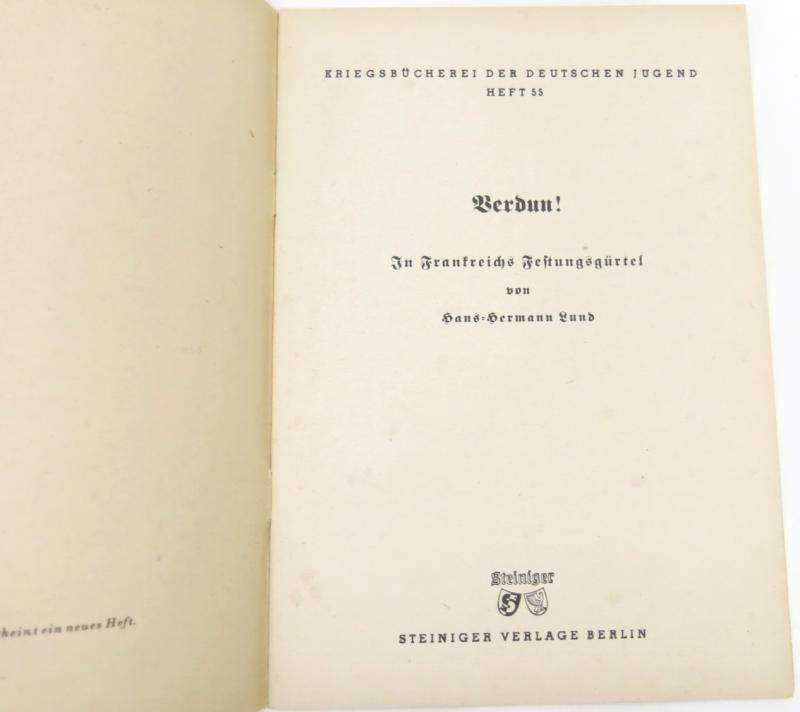 heint ein neues Heft.
KRIEGSBÜCHEREI DER DEUTSCHEN JUGEND
HEFT 55
Verdun!
In Frankreichs Festungsgürtel
von
Hans-Hermann Lund
Steiniger
STEINIGER VERLAGE BERLIN